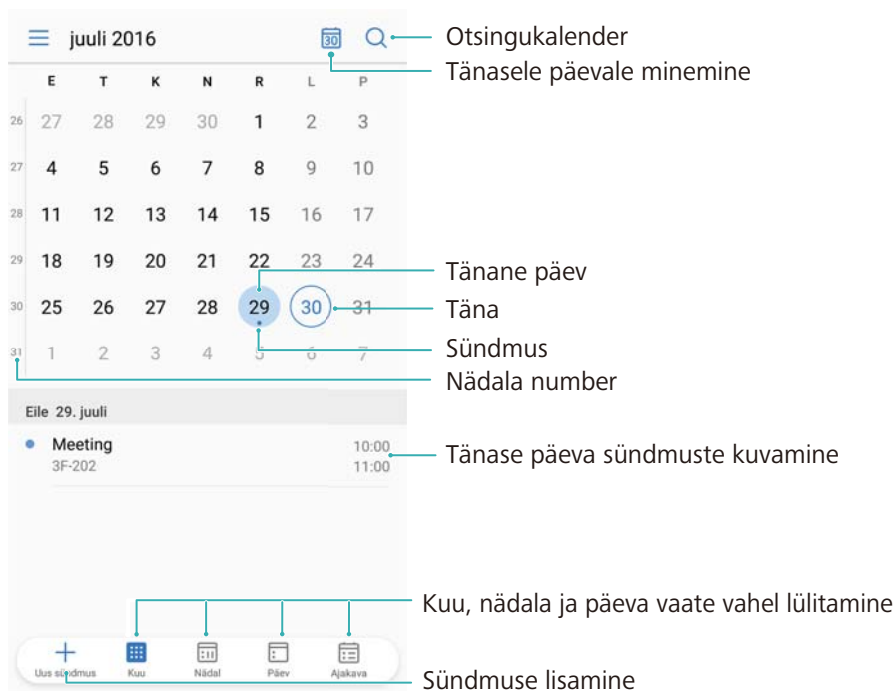 juuli 2016 30 Otsingukalender
Tänasele päevale minemine
E T K N R L P
26 27 28 29 30 1 2 3
27 4 5 6 7 8 9 10
28 11 12 13 14 15 16 17
29 18 19 20 21 22 23 24
Tänane päev
30 25 26 27 28 29 30 31 Täna
Sündmus
31 1 2 3 4 5 6 7
Nädala number
Eile 29. juuli
Meeting 10:00
3F-202 11:00
Tänase päeva sündmuste kuvamine
Kuu, nädala ja päeva vaate vahel lülitamine
Uus sündmus Kuu Nädal Päev Ajakava
Sündmuse lisamine